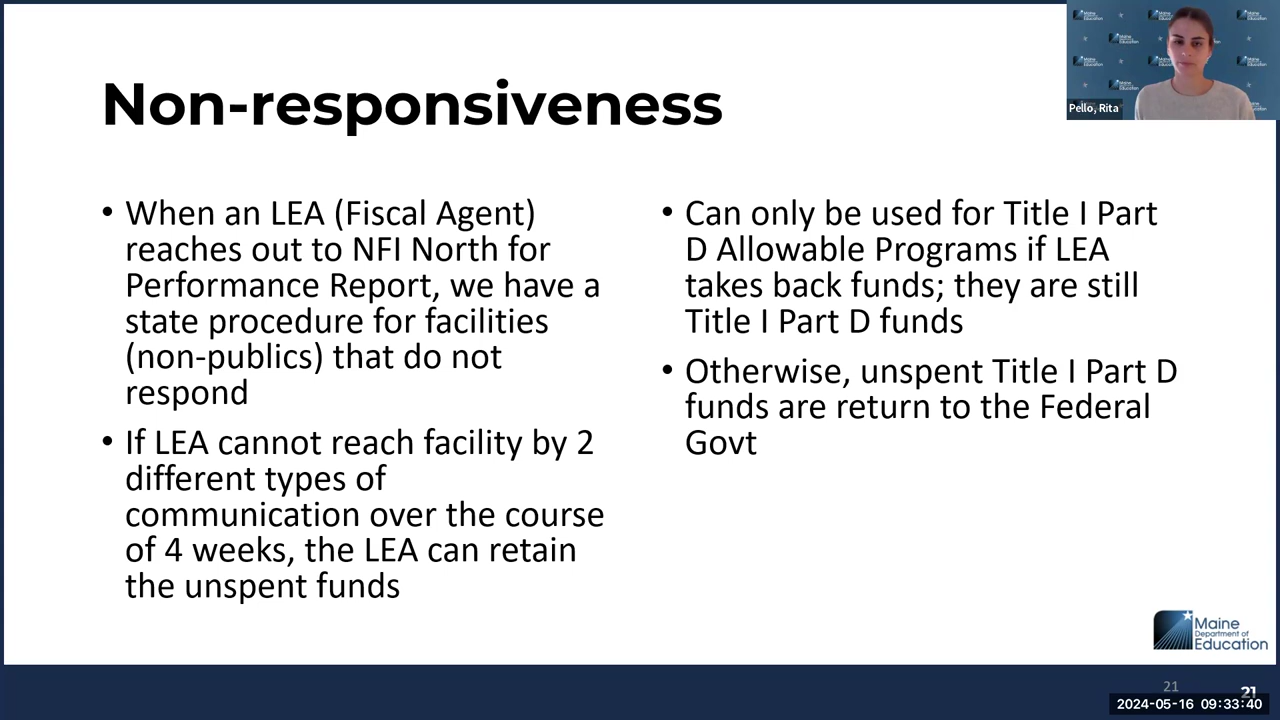 Non-responsiveness
• When an LEA (Fiscal Agent)
reaches out to NFI North for
Performance Report, we have a
state procedure for facilities
(non-publics) that do not
respond
• If LEA cannot reach facility by 2
different types of
communication over the course
of 4 weeks, the LEA can retain
the unspent funds
• Can only be used for Title I Part
D Allowable Programs if LEA
takes back funds; they are still
Title I Part D funds
• Otherwise, unspent Title I Part D
funds are return to the Federal
Govt
Pello, Rita
Maine
Department of
Education
21
21
2024-05-16 09:33:40